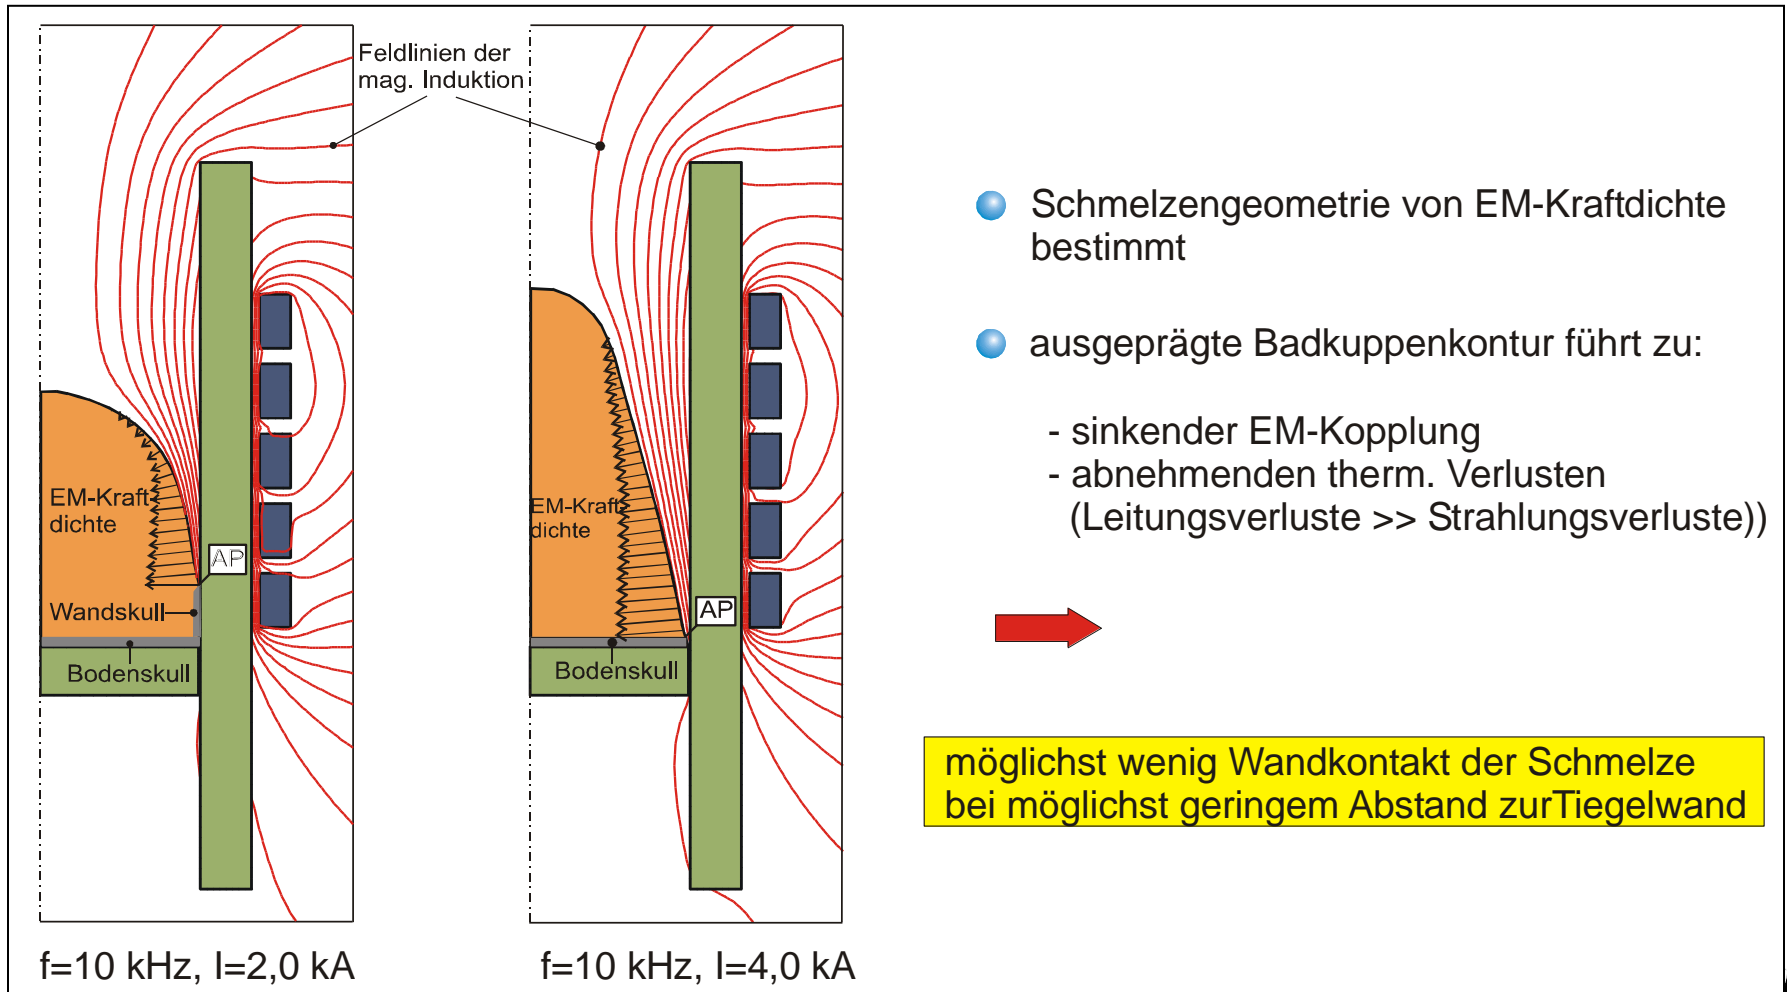 Feldlinien der
mag. Induktion
EM-Kraft-
dichte
AP
Wandskull
Bodenskull
f=10 kHz, I=2,0 kA
EM-Kraft-
dichte
AP
Bodenskull
f=10 kHz, I=4,0 kA
Schmelzengeometrie von EM-Kraftdichte
bestimmt
ausgeprägte Badkuppenkontur führt zu:
- sinkender EM-Kopplung
- abnehmenden therm. Verlusten
(Leitungsverluste >> Strahlungsverluste))
möglichst wenig Wandkontakt der Schmelze
bei möglichst geringem Abstand zurTiegelwand